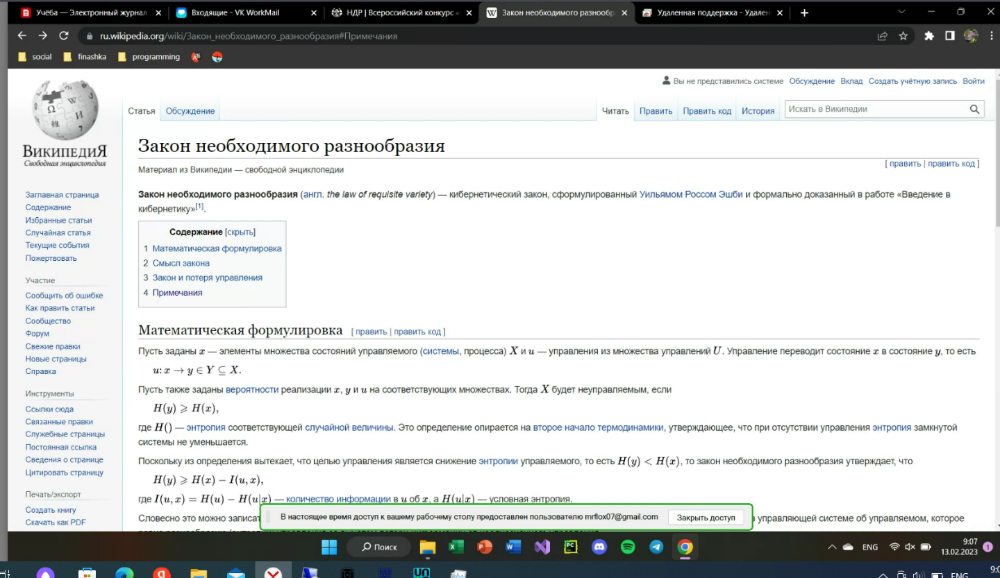 Учёба — Электронный журнал
Входящие - VK WorkMail
НДР | Всероссийский конкурс «
Закон необходимого разнообр
Удаленная поддержка - Удален
ru.wikipedia.org/wiki/Закон_необходимого_разнообразия#Примечания
social finashka programming
Вы не представились системе Обсуждение Вклад Создать учётную запись Войти
Статья Обсуждение Читать Править Править код История Искать в Википедии
ВИКИПЕДИЯ
Свободная энциклопедия
Заглавная страница
Содержание
Избранные статьи
Случайная статья
Текущие события
Пожертвовать
Участие
Сообщить об ошибке
Как править статьи
Сообщество
Форум
Свежие правки
Новые страницы
Справка
Инструменты
Ссылки сюда
Связанные правки
Служебные страницы
Постоянная ссылка
Сведения о странице
Цитировать страницу
Печать/экспорт
Создать книгу
Скачать как PDF
Закон необходимого разнообразия
[ править | править код ]
Материал из Википедии — свободной энциклопедии
Закон необходимого разнообразия (англ. the law of requisite variety) — кибернетический закон, сформулированный Уильямом Россом Эшби и формально доказанный в работе «Введение в
кибернетику»[1].
Содержание [скрыть]
1 Математическая формулировка
2 Смысл закона
3 Закон и потеря управления
4 Примечания
Математическая формулировка [ править | править код ]
Пусть заданы x — элементы множества состояний управляемого (системы, процесса) X и u — управления из множества управлений U. Управление переводит состояние x в состояние y, то есть
u: x → y ∈ Y ⊆ X.
Пусть также заданы вероятности реализации x, y и u на соответствующих множествах. Тогда X будет неуправляемым, если
H(y) ⩾ H(x),
где H() — энтропия соответствующей случайной величины. Это определение опирается на второе начало термодинамики, утверждающее, что при отсутствии управления энтропия замкнутой
системы не уменьшается.
Поскольку из определения вытекает, что целью управления является снижение энтропии управляемого, то есть H(y) < H(x), то закон необходимого разнообразия утверждает, что
H(y) ⩾ H(x) − I(u, x),
где I(u, x) = H(u) − H(u|x) — количество информации в u об x, а H(u|x) — условная энтропия.
Словесно это можно записат
в управляющей системе об управляемом, которое
В настоящее время доступ к вашему рабочему столу предоставлен пользователю mrflox07@gmail.com Закрыть доступ
Поиск
ENG
9:07
13.02.2023
1
ENG